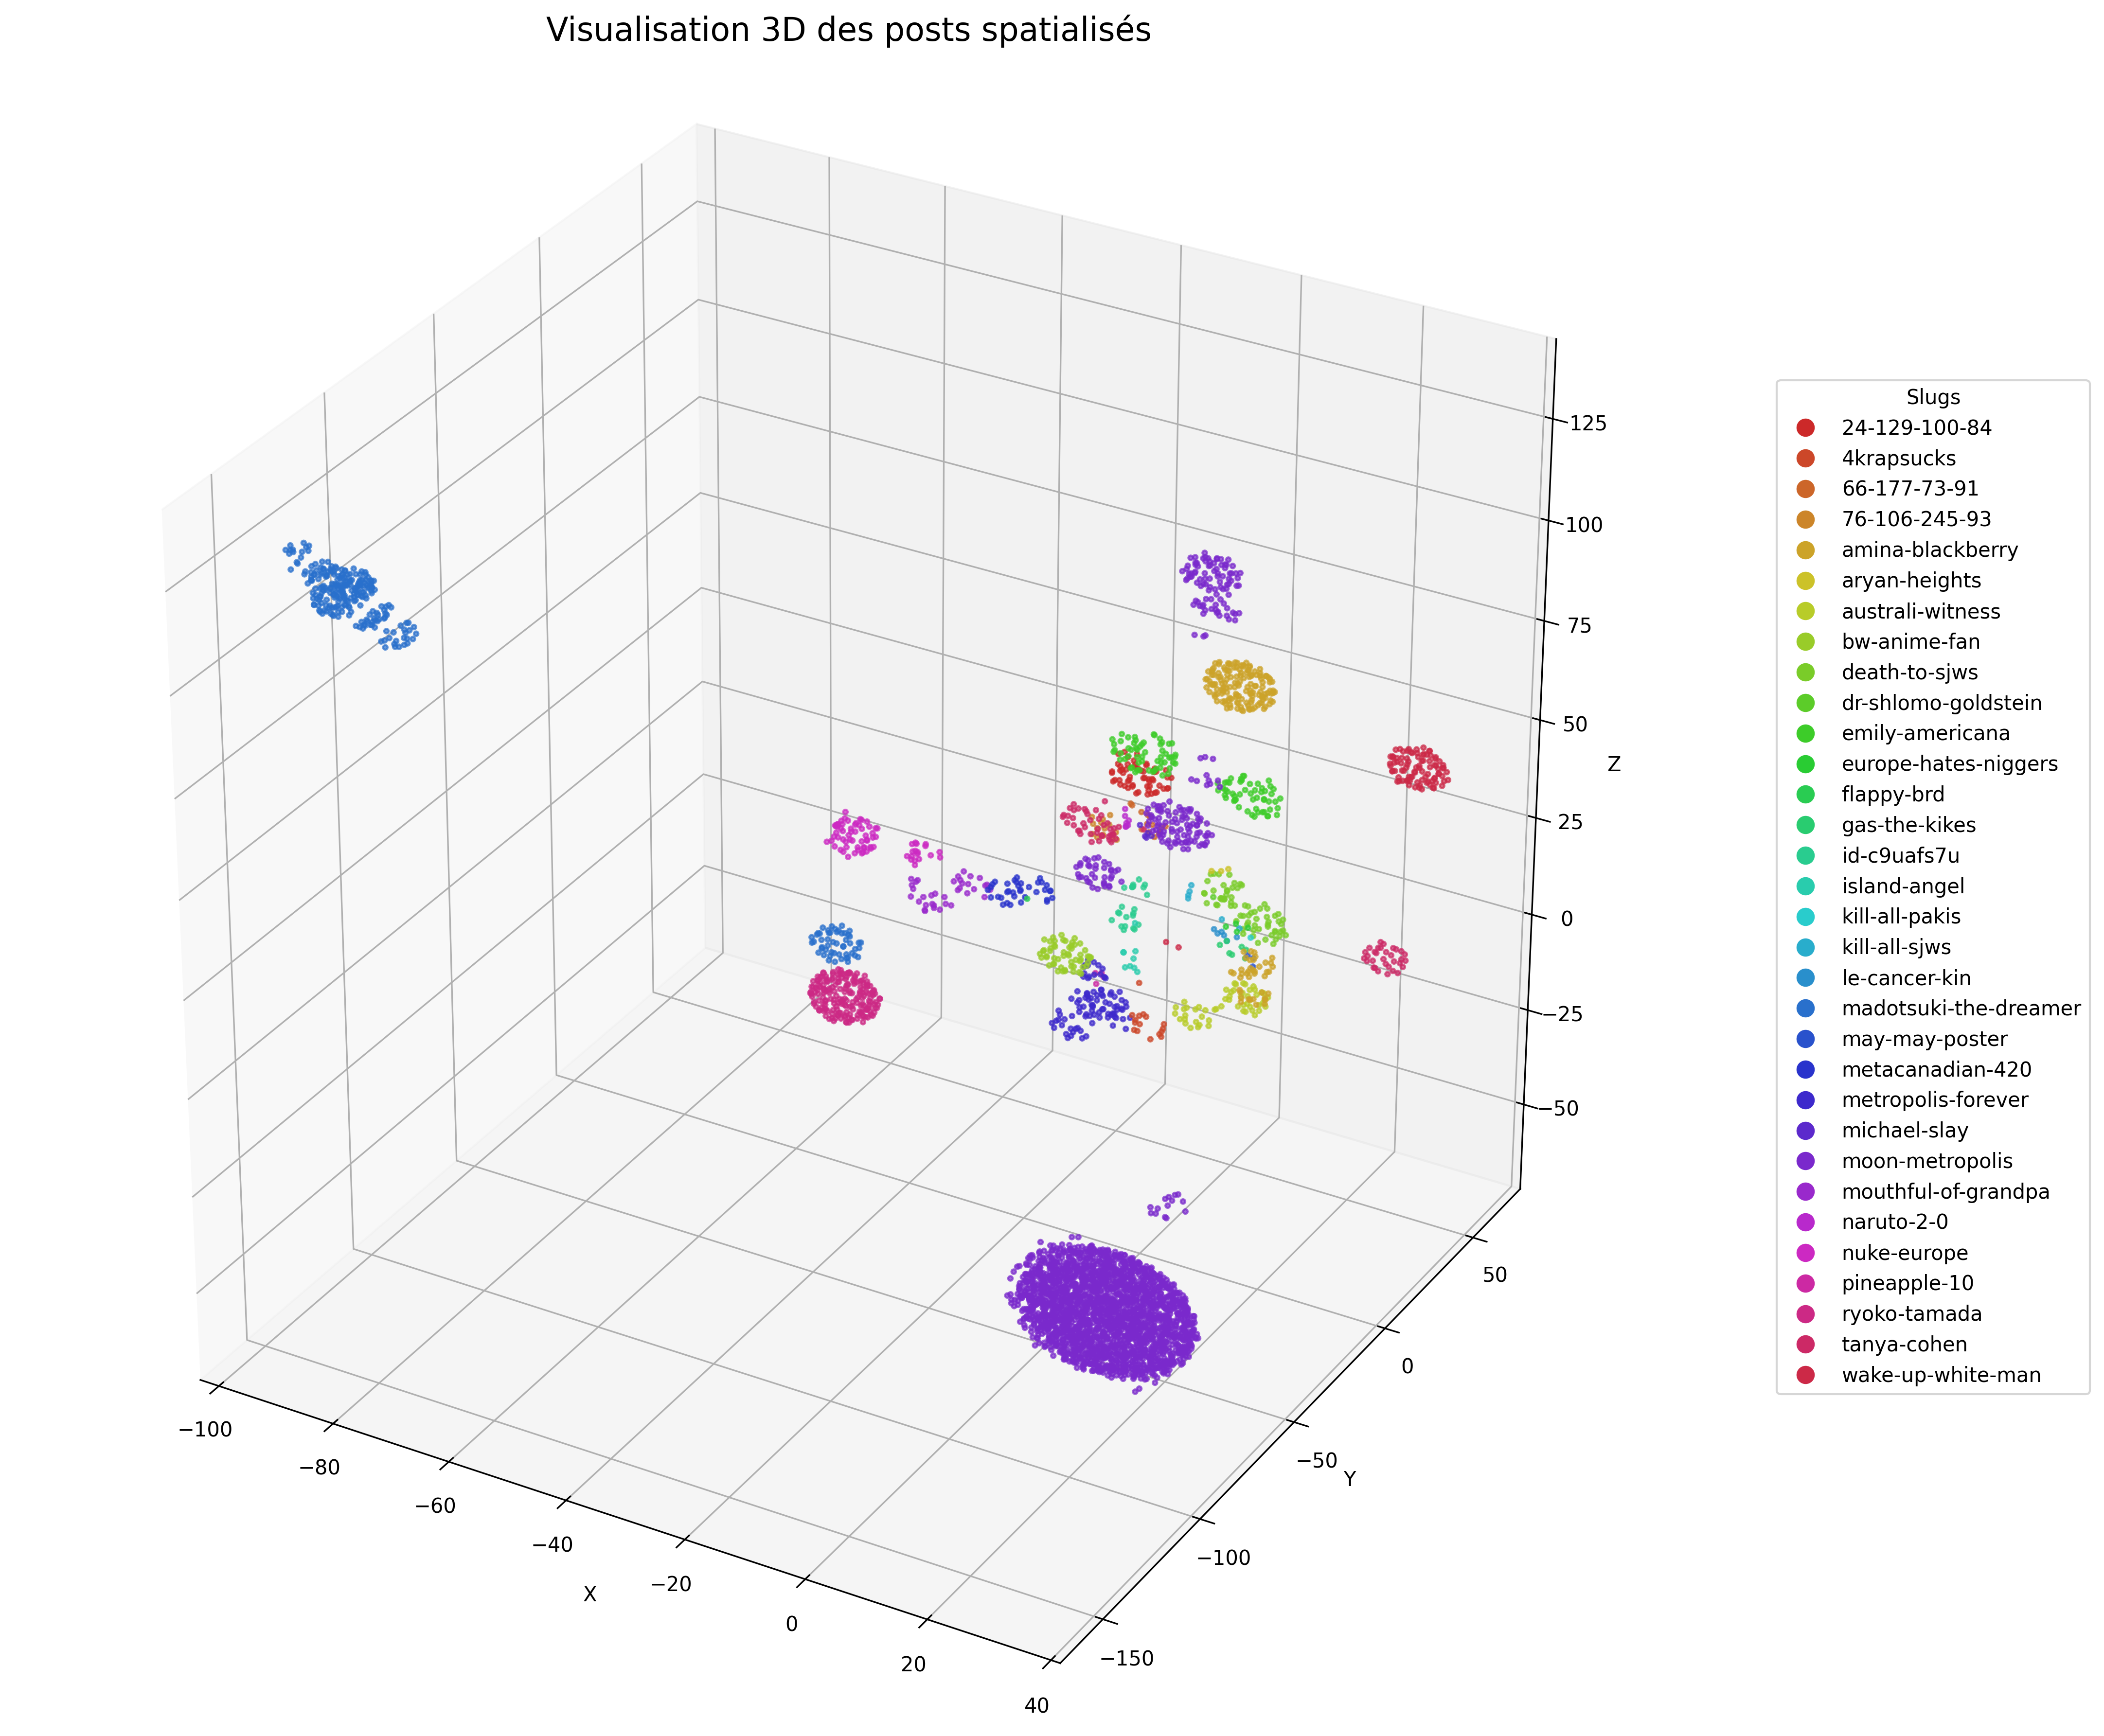 Visualisation 3D des posts spatialisés
125
100
75
50
Z
25
0
−25
−50
50
0
−50
Y
−100
−150
−100
−80
−60
−40
−20
0
20
40
X
Slugs
24-129-100-84
4krapsucks
66-177-73-91
76-106-245-93
amina-blackberry
aryan-heights
australi-witness
bw-anime-fan
death-to-sjws
dr-shlomo-goldstein
emily-americana
europe-hates-niggers
flappy-brd
gas-the-kikes
id-c9uafs7u
island-angel
kill-all-pakis
kill-all-sjws
le-cancer-kin
madotsuki-the-dreamer
may-may-poster
metacanadian-420
metropolis-forever
michael-slay
moon-metropolis
mouthful-of-grandpa
naruto-2-0
nuke-europe
pineapple-10
ryoko-tamada
tanya-cohen
wake-up-white-man